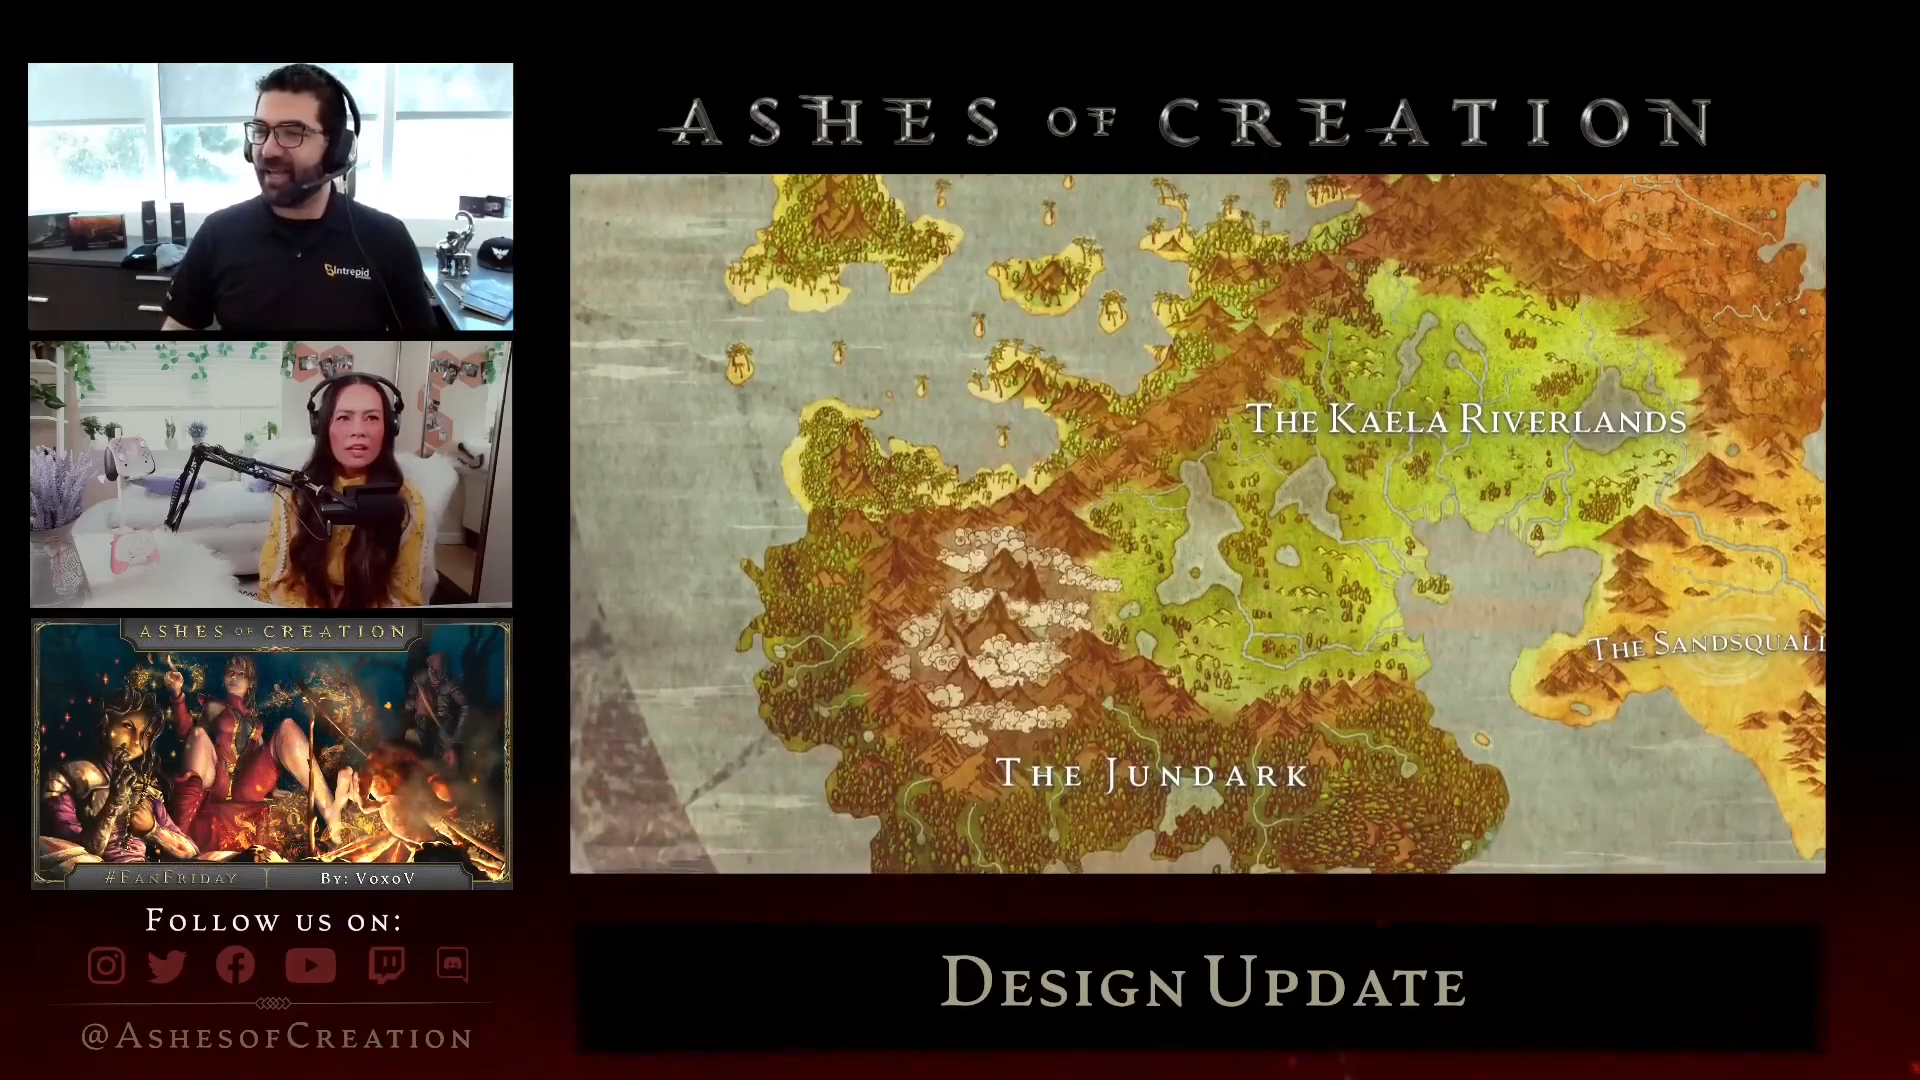 Intrepid
ASHES OF CREATION
#FANFRIDAY
BY: VOXOV
FOLLOW US ON:
@ASHESOFCREATION
ASHES OF CREATION
THE KAELA RIVERLANDS
THE SANDSQUALL
THE JUNDARK
DESIGN UPDATE